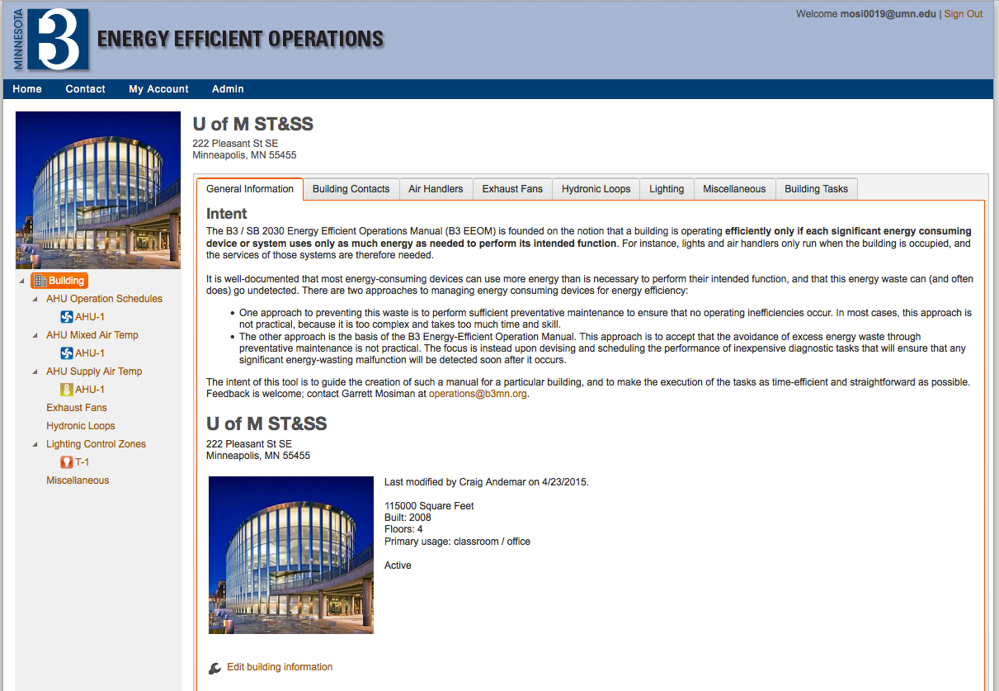 MINNESOTA
B3
ENERGY EFFICIENT OPERATIONS
Welcome mosi0019@umn.edu | Sign Out
Home Contact My Account Admin
U of M ST&SS
222 Pleasant St SE
Minneapolis, MN 55455
Building
AHU Operation Schedules
AHU-1
AHU Mixed Air Temp
AHU-1
AHU Supply Air Temp
AHU-1
Exhaust Fans
Hydronic Loops
Lighting Control Zones
T-1
Miscellaneous
General Information Building Contacts Air Handlers Exhaust Fans Hydronic Loops Lighting Miscellaneous Building Tasks
Intent
The B3 / SB 2030 Energy Efficient Operations Manual (B3 EEOM) is founded on the notion that a building is operating efficiently only if each significant energy consuming
device or system uses only as much energy as needed to perform its intended function. For instance, lights and air handlers only run when the building is occupied, and
the services of those systems are therefore needed.
It is well-documented that most energy-consuming devices can use more energy than is necessary to perform their intended function, and that this energy waste can (and often
does) go undetected. There are two approaches to managing energy consuming devices for energy efficiency:
• One approach to preventing this waste is to perform sufficient preventative maintenance to ensure that no operating inefficiencies occur. In most cases, this approach is
not practical, because it is too complex and takes too much time and skill.
• The other approach is the basis of the B3 Energy-Efficient Operation Manual. This approach is to accept that the avoidance of excess energy waste through
preventative maintenance is not practical. The focus is instead upon devising and scheduling the performance of inexpensive diagnostic tasks that will ensure that any
significant energy-wasting malfunction will be detected soon after it occurs.
The intent of this tool is to guide the creation of such a manual for a particular building, and to make the execution of the tasks as time-efficient and straightforward as possible.
Feedback is welcome; contact Garrett Mosiman at operations@b3mn.org.
U of M ST&SS
222 Pleasant St SE
Minneapolis, MN 55455
Last modified by Craig Andemar on 4/23/2015.
115000 Square Feet
Built: 2008
Floors: 4
Primary usage: classroom / office
Active
Edit building information